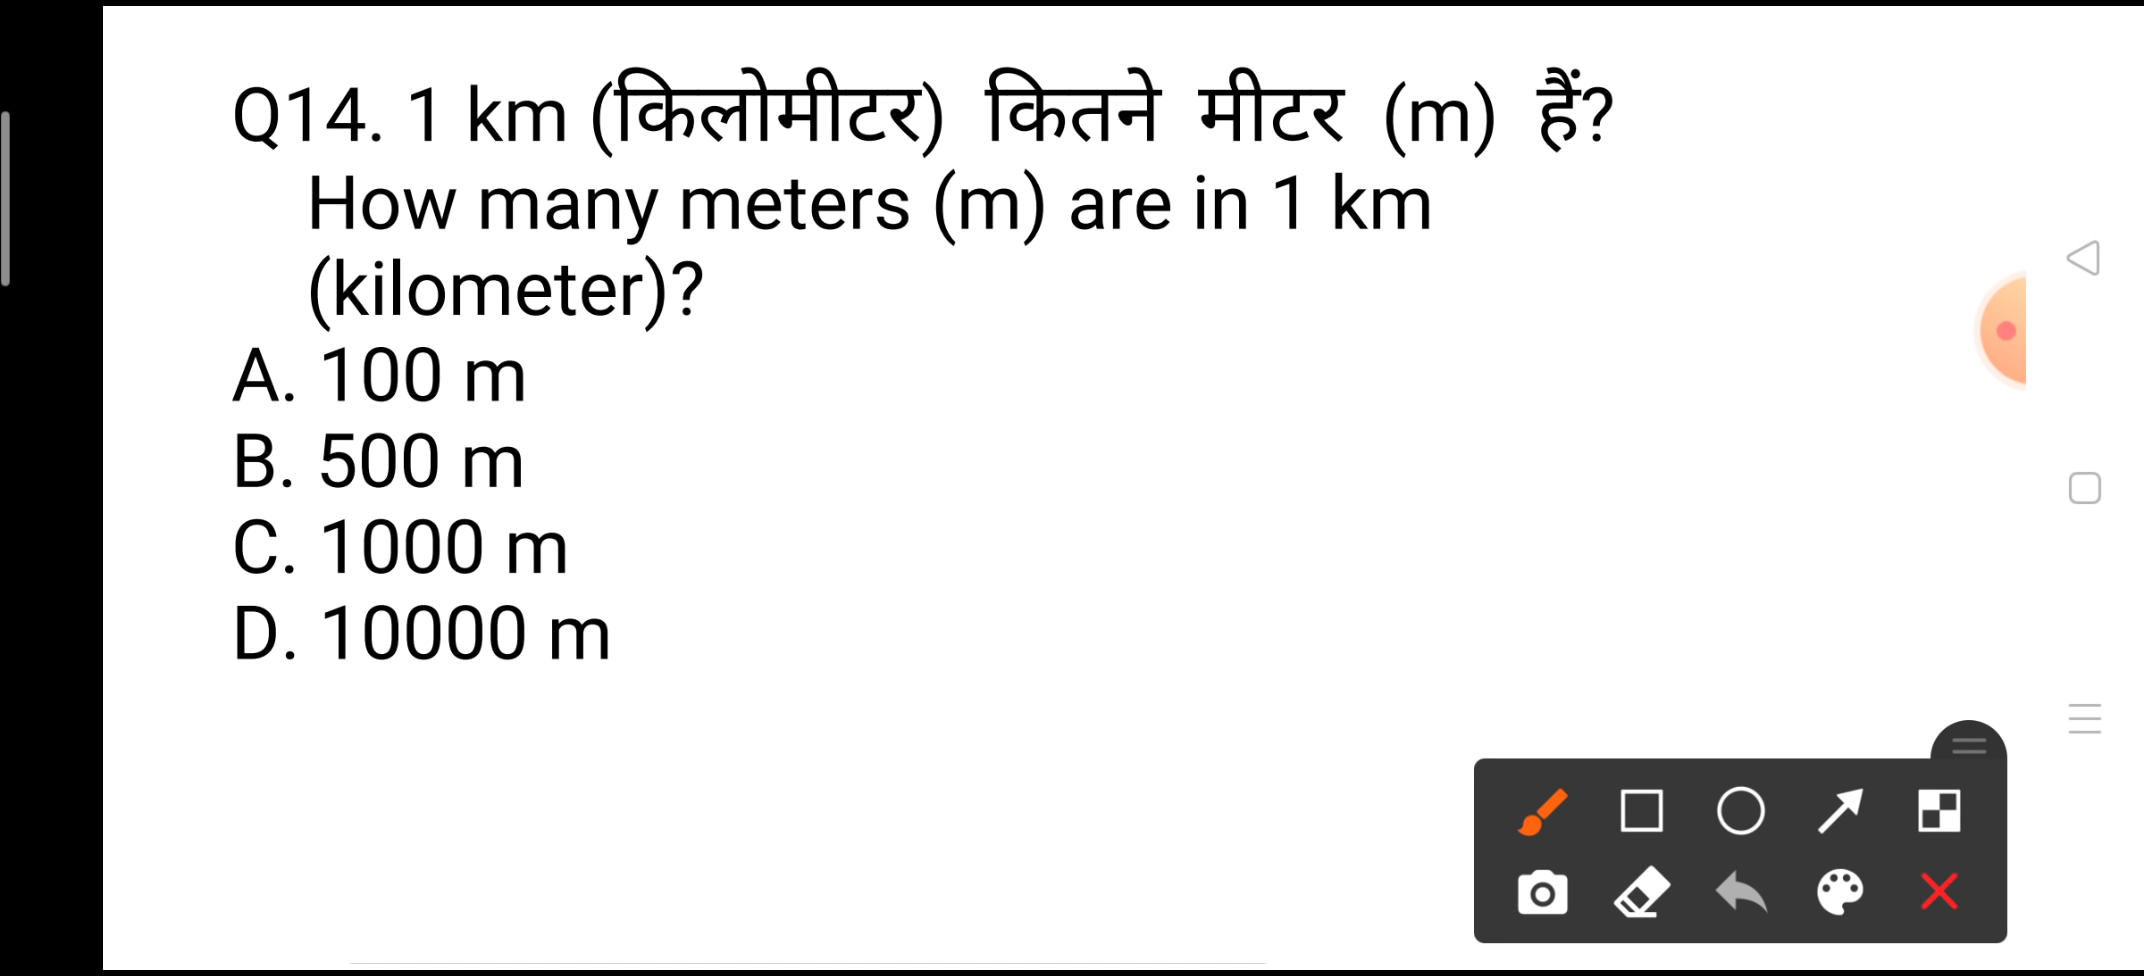 Q14. 1 km (किलोमीटर) कितने मीटर (m) हैं?
How many meters (m) are in 1 km
(kilometer)?
A. 100 m
B. 500 m
C. 1000 m
D. 10000 m